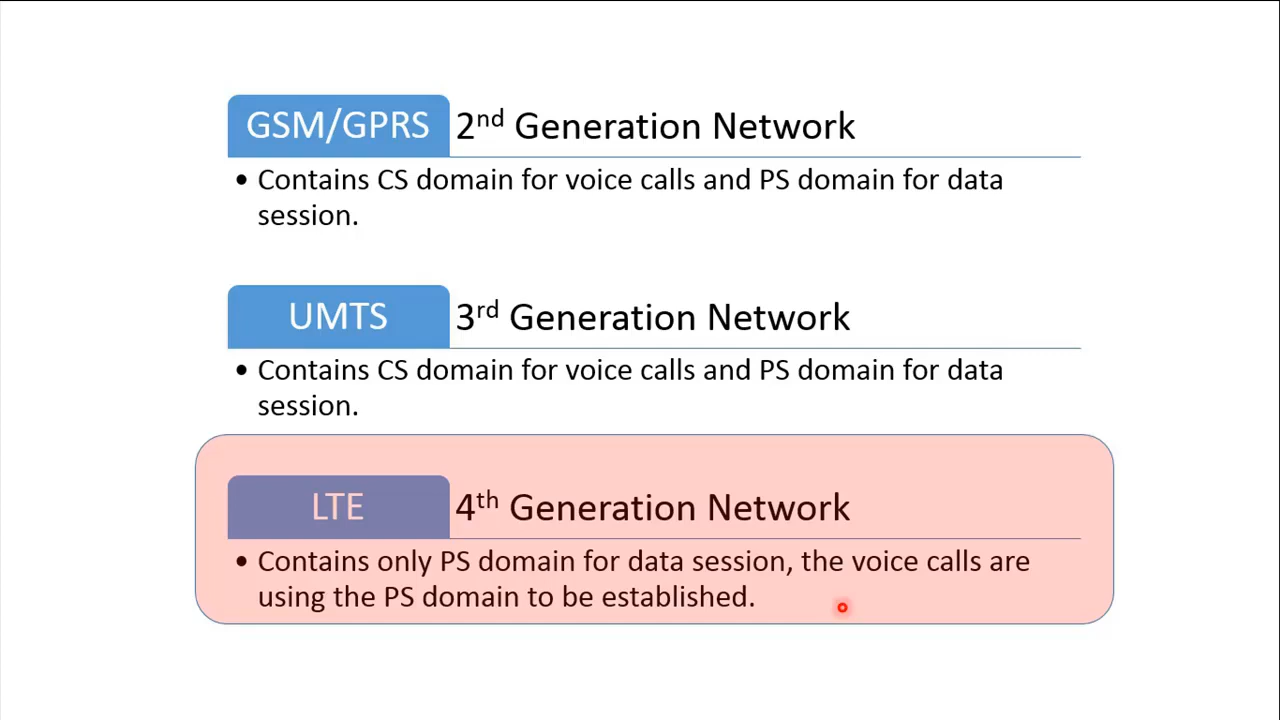 GSM/GPRS 2nd Generation Network
• Contains CS domain for voice calls and PS domain for data
session.
UMTS 3rd Generation Network
• Contains CS domain for voice calls and PS domain for data
session.
LTE 4th Generation Network
• Contains only PS domain for data session, the voice calls are
using the PS domain to be established.